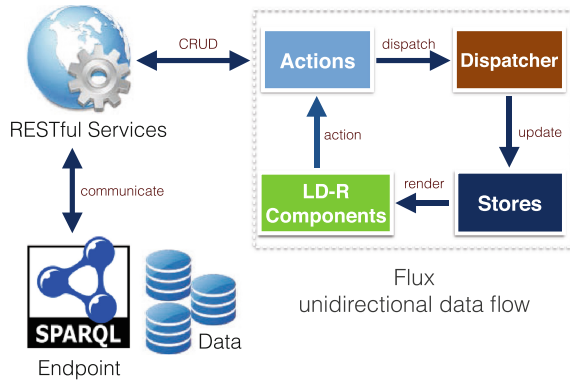 CRUD
Actions
dispatch
Dispatcher
RESTful Services
action
update
communicate
LD-R
Components
render
Stores
SPARQL
Data
Endpoint
Flux
unidirectional data flow